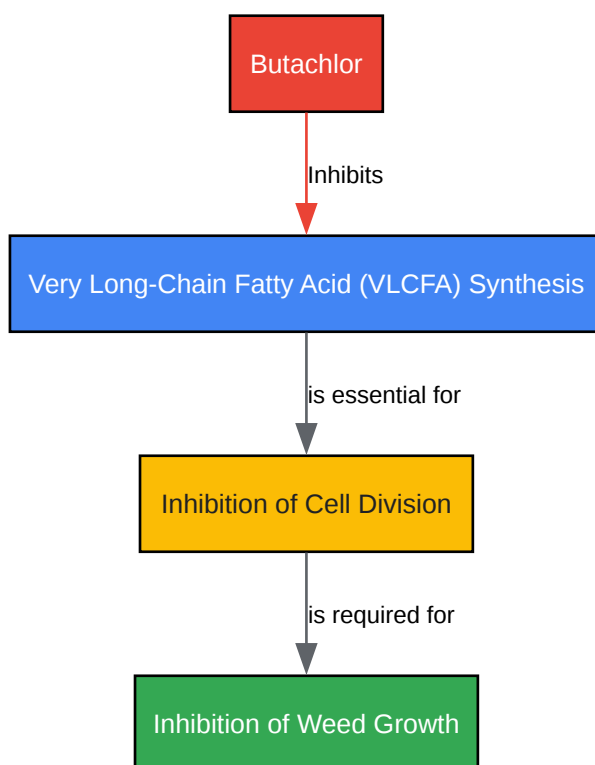 Butachlor
Inhibits
Very Long-Chain Fatty Acid (VLCFA) Synthesis
is essential for
Inhibition of Cell Division
is required for
Inhibition of Weed Growth